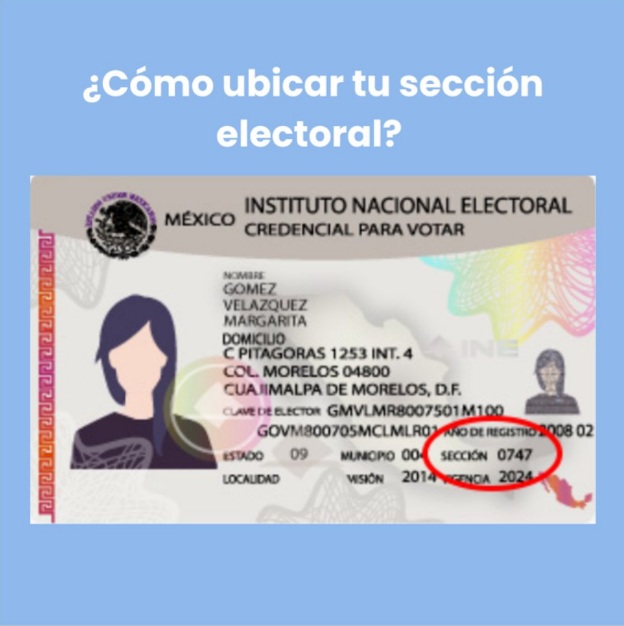 ¿Cómo ubicar tu sección
electoral?
MÉXICO
INSTITUTO NACIONAL ELECTORAL
CREDENCIAL PARA VOTAR
NOMBRE
GOMEZ
VELAZQUEZ
MARGARITA
DOMICILIO
C PITAGORAS 1253 INT. 4
COL. MORELOS 04800
CUAJIMALPA DE MORELOS, D.F.
INE
CLAVE DE ELECTOR GMVLMR8007501M100
GOVM800705MCLMLR01 AÑO DE REGISTRO 2008 02
ESTADO 09 MUNICIPIO 004 SECCIÓN 0747
LOCALIDAD 2014 VIGENCIA 2024